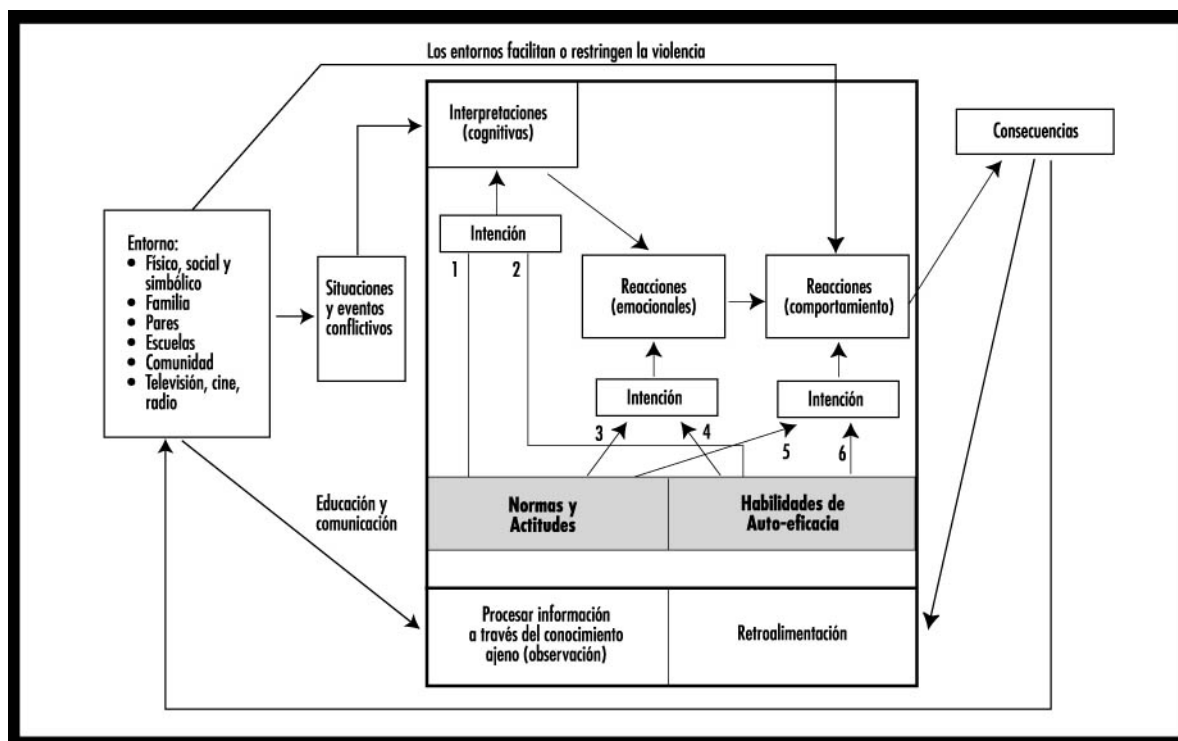 Los entornos facilitan o restringen la violencia
Interpretaciones
(cognitivas)
Consecuencias
Intención
1
2
Entorno:
• Físico, social y
simbólico
• Familia
• Pares
• Escuelas
• Comunidad
• Televisión, cine,
radio
Situaciones
y eventos
conflictivos
Reacciones
(emocionales)
Reacciones
(comportamiento)
Intención
Intención
3
4
5
6
Educación y
comunicación
Normas y
Actitudes
Habilidades de
Auto-eficacia
Procesar información
a través del conocimiento
ajeno (observación)
Retroalimentación